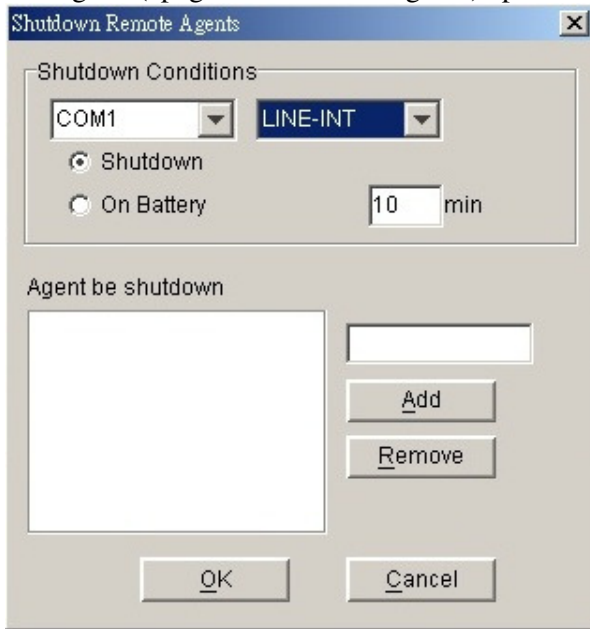 Shutdown Remote Agents
Shutdown Conditions
COM1 LINE-INT
Shutdown
On Battery 10 min
Agent be shutdown
Add
Remove
OK Cancel